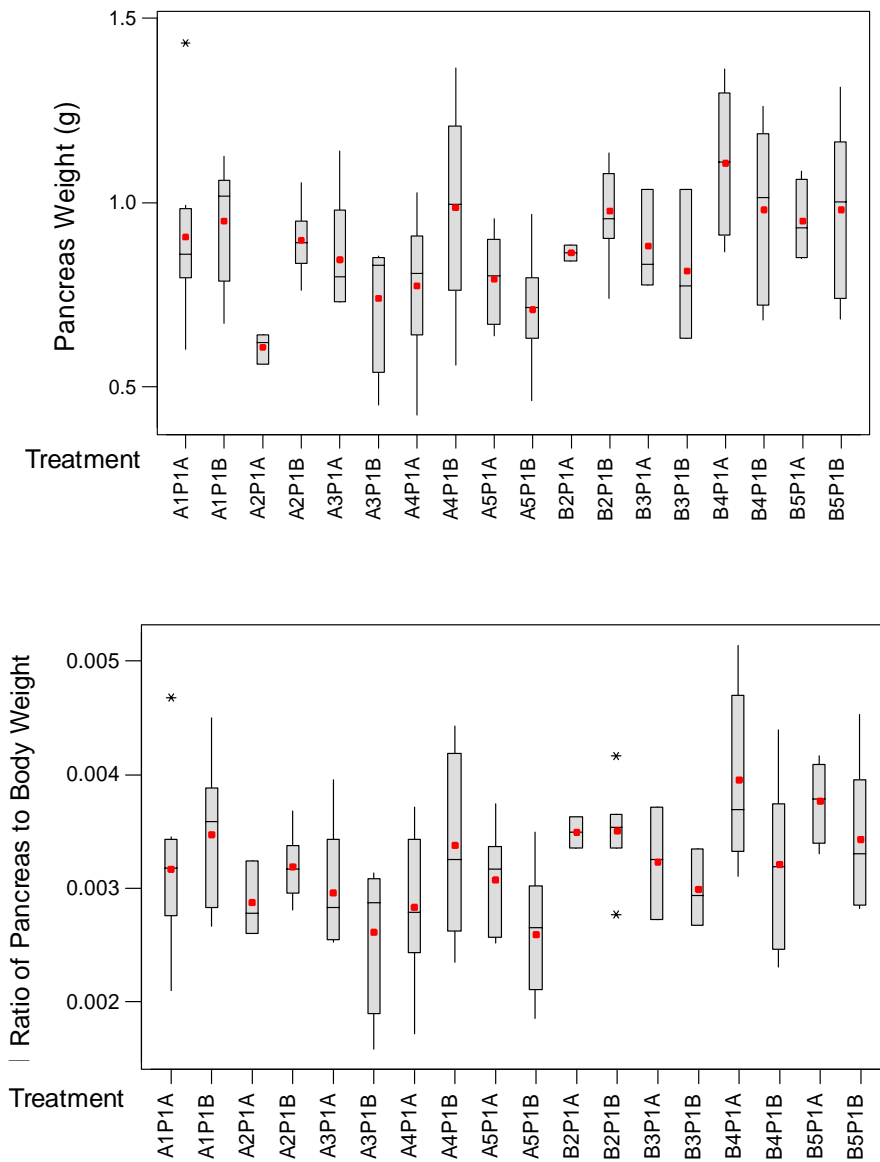 Pancreas Weight (g)
1.5
1.0
0.5
Treatment
A1P1A
A1P1B
A2P1A
A2P1B
A3P1A
A3P1B
A4P1A
A4P1B
A5P1A
A5P1B
B2P1A
B2P1B
B3P1A
B3P1B
B4P1A
B4P1B
B5P1A
B5P1B
Ratio of Pancreas to Body Weight
0.005
0.004
0.003
0.002
Treatment
A1P1A
A1P1B
A2P1A
A2P1B
A3P1A
A3P1B
A4P1A
A4P1B
A5P1A
A5P1B
B2P1A
B2P1B
B3P1A
B3P1B
B4P1A
B4P1B
B5P1A
B5P1B